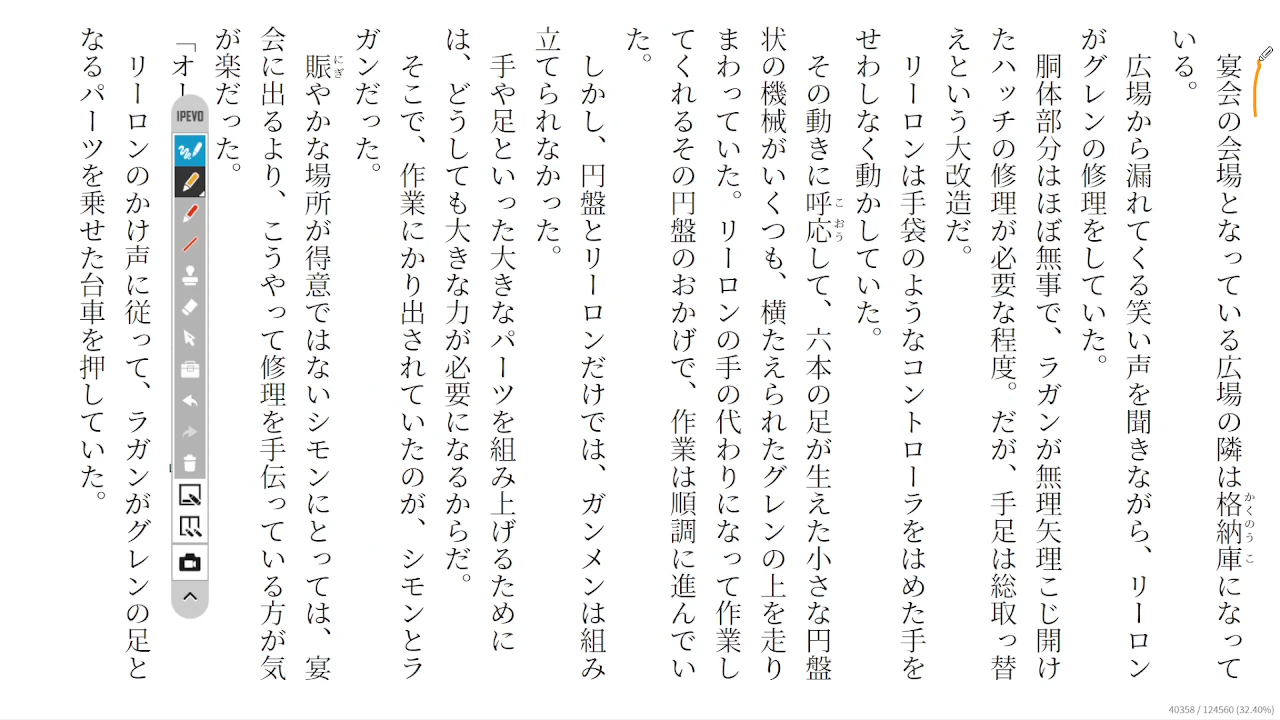 宴会の会場となっている広場の隣は格納庫になって
いる。
広場から漏れてくる笑い声を聞きながら、リーロン
がグレンの修理をしていた。
胴体部分はほぼ無事で、ラガンが無理矢理こじ開け
たハッチの修理が必要な程度。だが、手足は総取っ替
えという大改造だ。
リーロンは手袋のようなコントローラをはめた手を
せわしなく動かしていた。
その動きに呼応して、六本の足が生えた小さな円盤
状の機械がいくつも、横たえられたグレンの上を走り
まわっていた。リーロンの手の代わりになって作業し
てくれるその円盤のおかげで、作業は順調に進んでい
た。
しかし、円盤とリーロンだけでは、ガンメンは組み
立てられなかった。
手や足といった大きなパーツを組み上げるために
は、どうしても大きな力が必要になるからだ。
そこで、作業にかり出されていたのが、シモンとラ
ガンだった。
賑やかな場所が得意ではないシモンにとっては、宴
会に出るより、こうやって修理を手伝っている方が気
が楽だった。
「オー
リーロンのかけ声に従って、ラガンがグレンの足と
なるパーツを乗せた台車を押していた。
かくのうこ
こおう
にぎ
IPEVO
40358 / 124560 (32.40%)